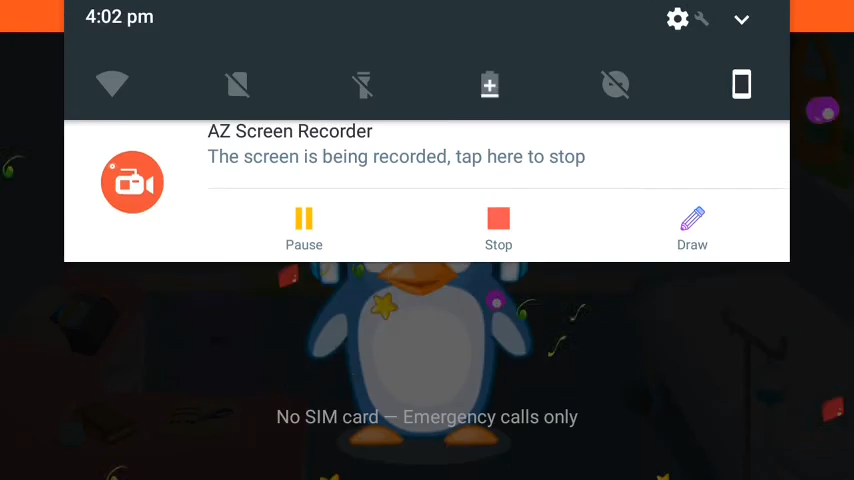 4:02 pm
AZ Screen Recorder
The screen is being recorded, tap here to stop
Pause
Stop
Draw
No SIM card — Emergency calls only